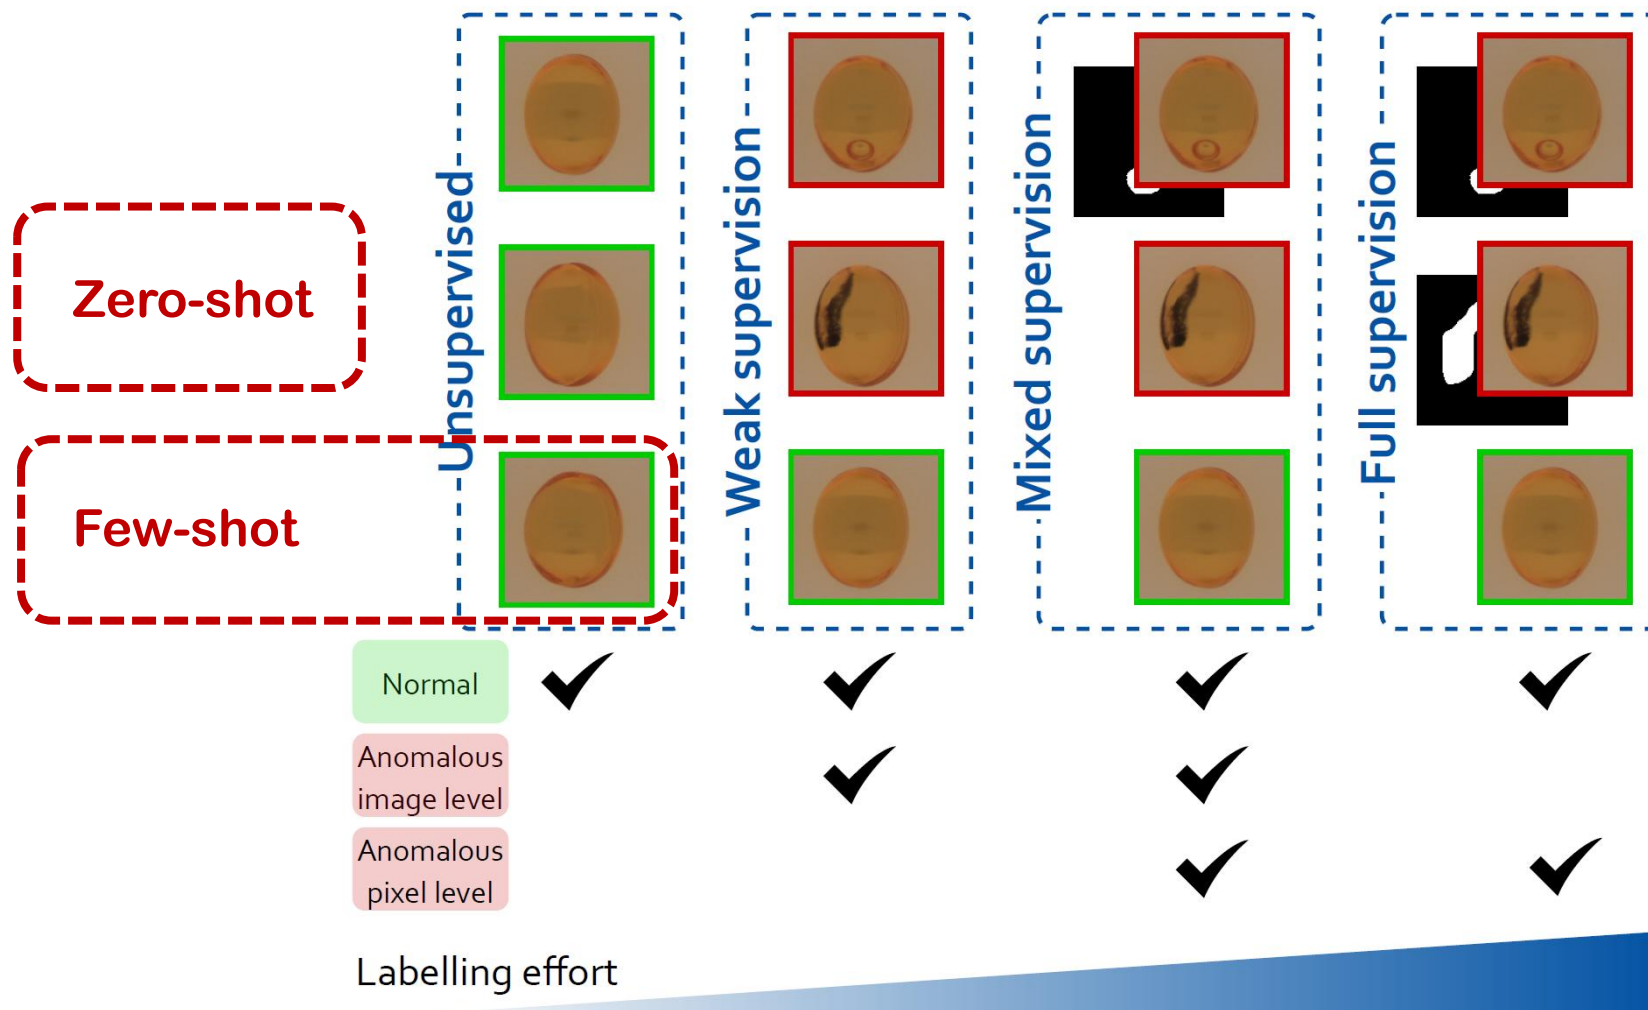 Unsupervised
Weak supervision
Mixed supervision
Full supervision
Zero-shot
Few-shot
Normal
Anomalous
image level
Anomalous
pixel level
Labelling effort